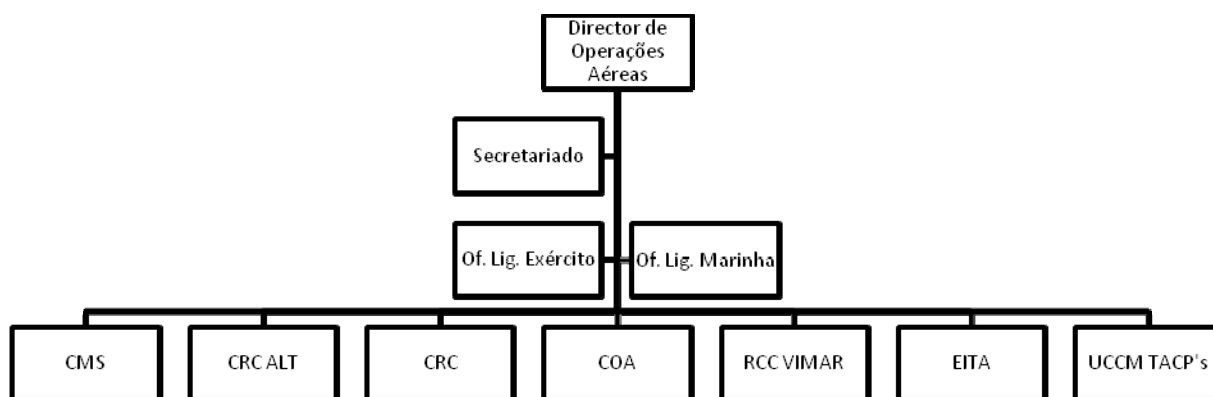 Director de
Operações
Aéreas
Secretariado
Of. Lig. Exército
Of. Lig. Marinha
CMS
CRC ALT
CRC
COA
RCC VIMAR
EITA
UCCM TACP's